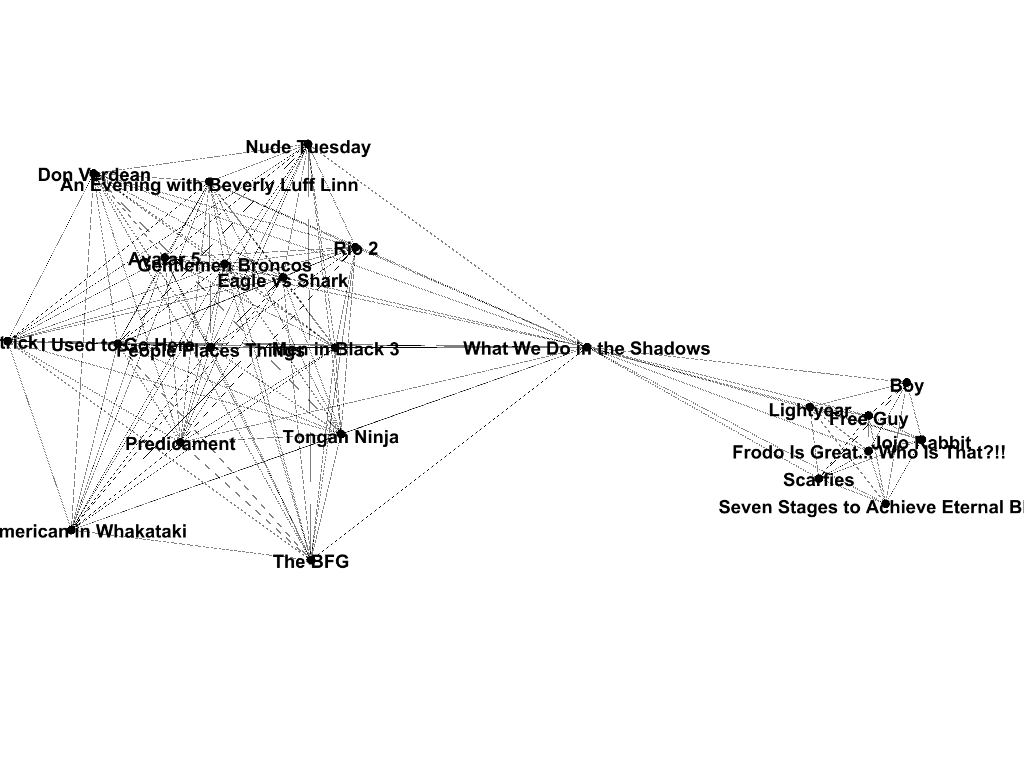 Nude Tuesday
Don Verdean
An Evening with Beverly Luff Linn
Rio 2
Avatar 5
Gentlemen Broncos
Eagle vs Shark
trick
I Used to Go Here
People Places Things
Men in Black 3
What We Do in the Shadows
Boy
Lightyear
Free Guy
Jojo Rabbit
Frodo Is Great... Who Is That?!!
Scarfies
Seven Stages to Achieve Eternal Bl
Predicament
Tongan Ninja
merican in Whakataki
The BFG